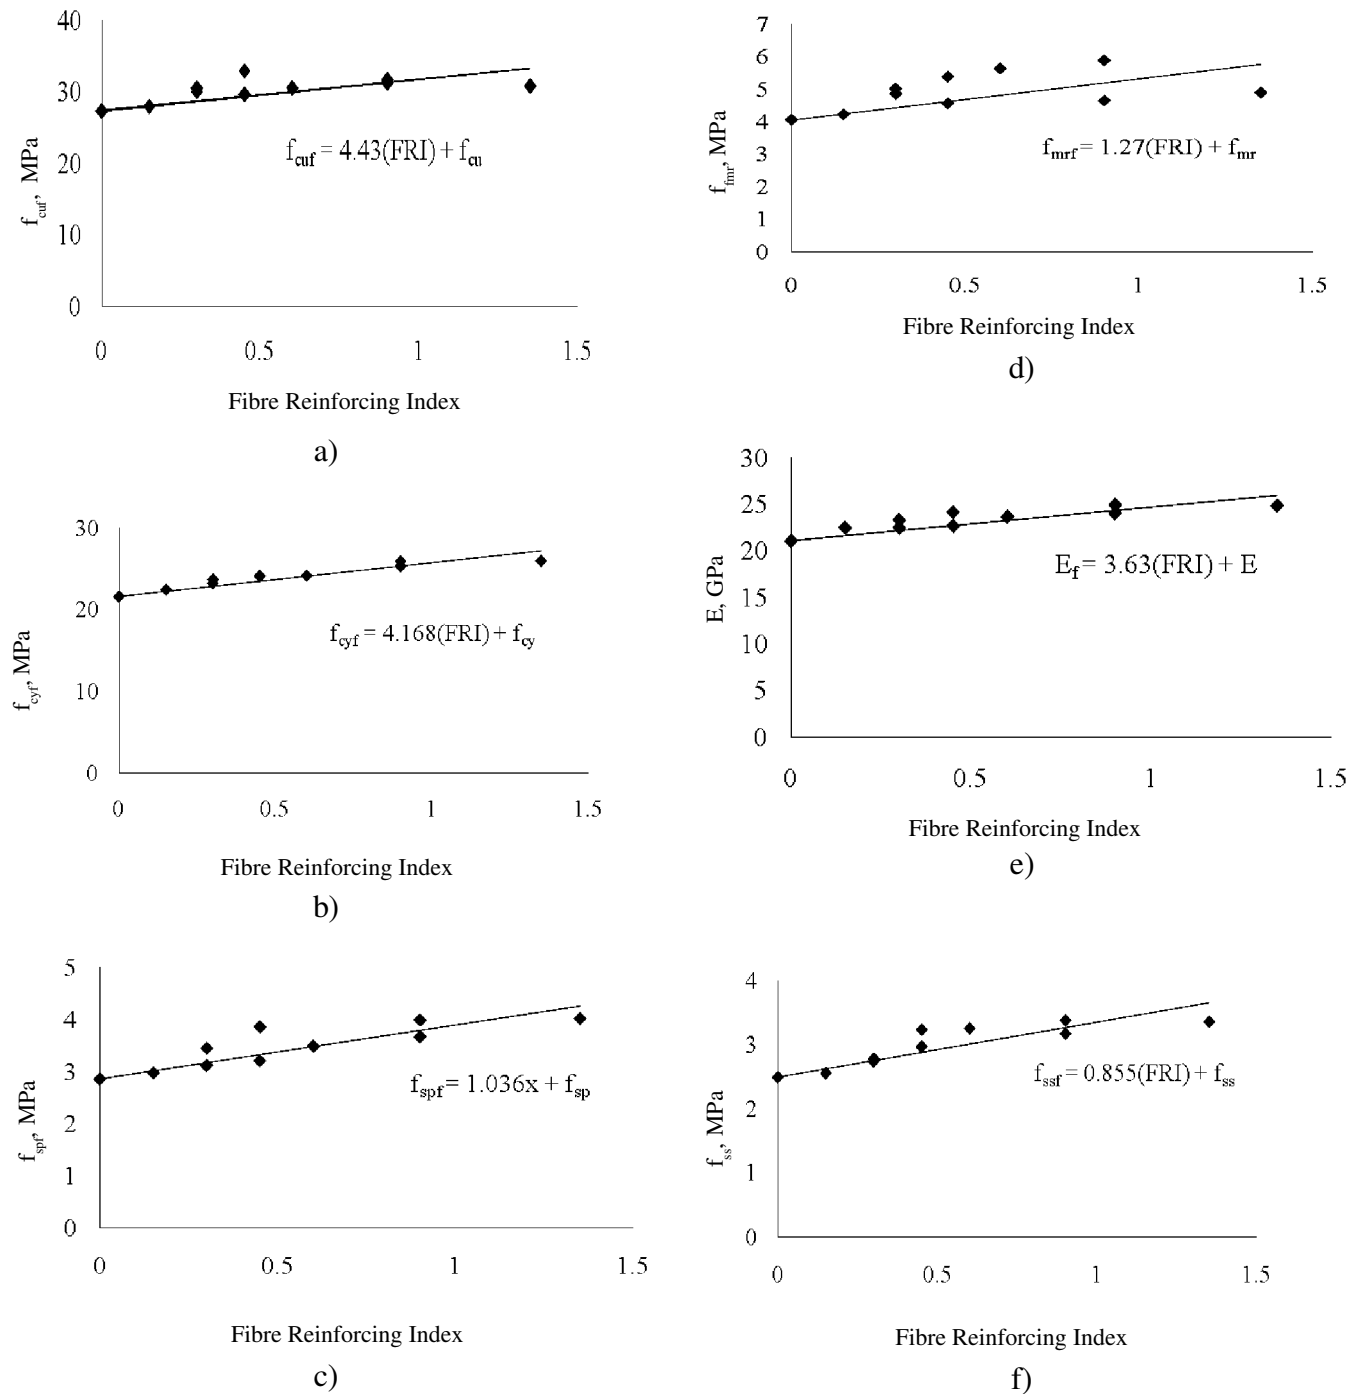 40
30
20
10
0
0 0.5 1 1.5
f_cuf, MPa
f_cuf = 4.43(FRI) + f_cu
Fibre Reinforcing Index
a)
30
20
10
0
0 0.5 1 1.5
f_cyf, MPa
f_cyf = 4.168(FRI) + f_cy
Fibre Reinforcing Index
b)
5
4
3
2
1
0
0 0.5 1 1.5
f_spf, MPa
f_spf = 1.036x + f_sp
Fibre Reinforcing Index
c)
7
6
5
4
3
2
1
0
0 0.5 1 1.5
f_fmr, MPa
f_mrf = 1.27(FRI) + f_mr
Fibre Reinforcing Index
d)
30
25
20
15
10
5
0
0 0.5 1 1.5
E, GPa
E_f = 3.63(FRI) + E
Fibre Reinforcing Index
e)
4
3
2
1
0
0 0.5 1 1.5
f_ss, MPa
f_ssf = 0.855(FRI) + f_ss
Fibre Reinforcing Index
f)